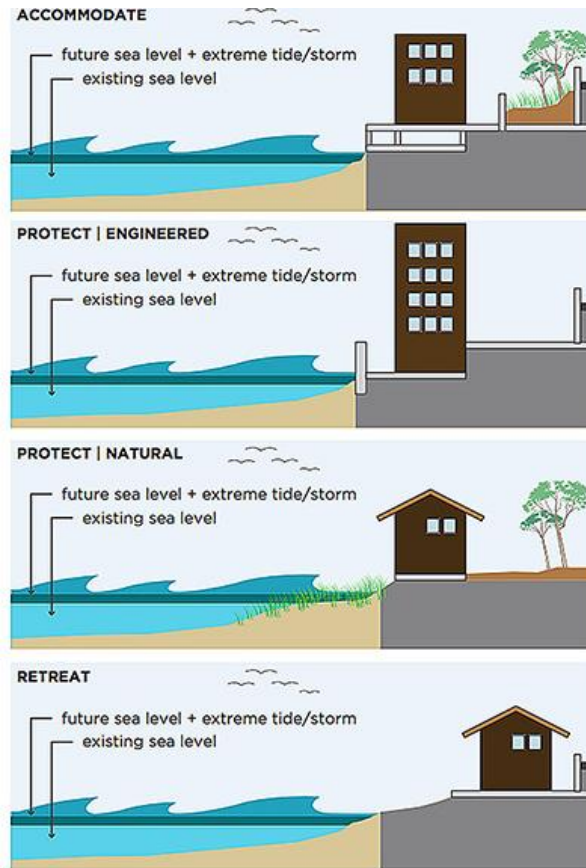 ACCOMMODATE
future sea level + extreme tide/storm
existing sea level
PROTECT | ENGINEERED
future sea level + extreme tide/storm
existing sea level
PROTECT | NATURAL
future sea level + extreme tide/storm
existing sea level
RETREAT
future sea level + extreme tide/storm
existing sea level